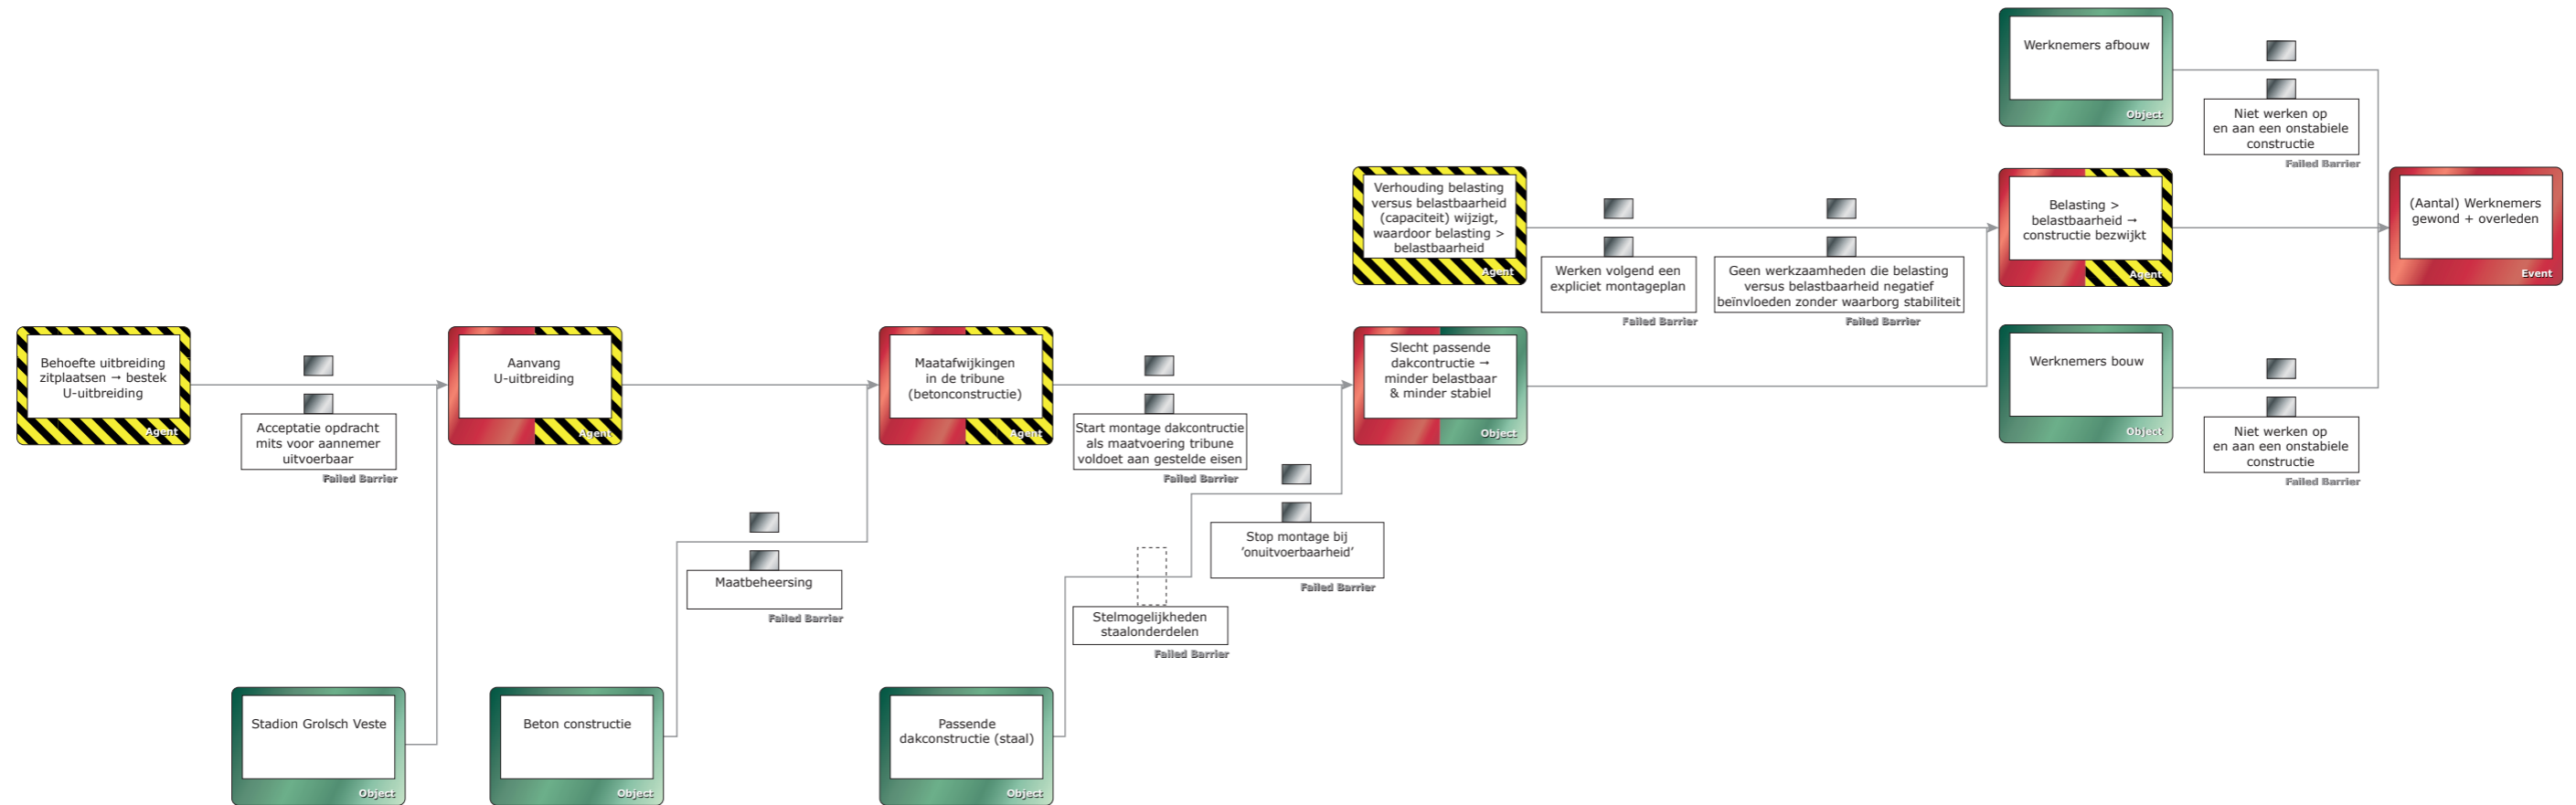 Werknemers afbouw
Object
Niet werken op
en aan een onstabiele
constructie
Failed Barrier
Verhouding belasting
versus belastbaarheid
(capaciteit) wijzigt,
waardoor belasting >
belastbaarheid
Agent
Werken volgend een
expliciet montageplan
Failed Barrier
Geen werkzaamheden die belasting
versus belastbaarheid negatief
beïnvloeden zonder waarborg stabiliteit
Failed Barrier
Belasting >
belastbaarheid →
constructie bezwijkt
Agent
(Aantal) Werknemers
gewond + overleden
Event
Behoefte uitbreiding
zitplaatsen → bestek
U-uitbreiding
Agent
Acceptatie opdracht
mits voor aannemer
uitvoerbaar
Failed Barrier
Aanvang
U-uitbreiding
Agent
Maatafwijkingen
in de tribune
(betonconstructie)
Agent
Start montage dakcontructie
als maatvoering tribune
voldoet aan gestelde eisen
Failed Barrier
Slecht passende
dakcontructie →
minder belastbaar
& minder stabiel
Object
Werknemers bouw
Object
Niet werken op
en aan een onstabiele
constructie
Failed Barrier
Maatbeheersing
Failed Barrier
Stop montage bij
'onuitvoerbaarheid'
Failed Barrier
Stelmogelijkheden
staalonderdelen
Failed Barrier
Stadion Grolsch Veste
Object
Beton constructie
Object
Passende
dakconstructie (staal)
Object